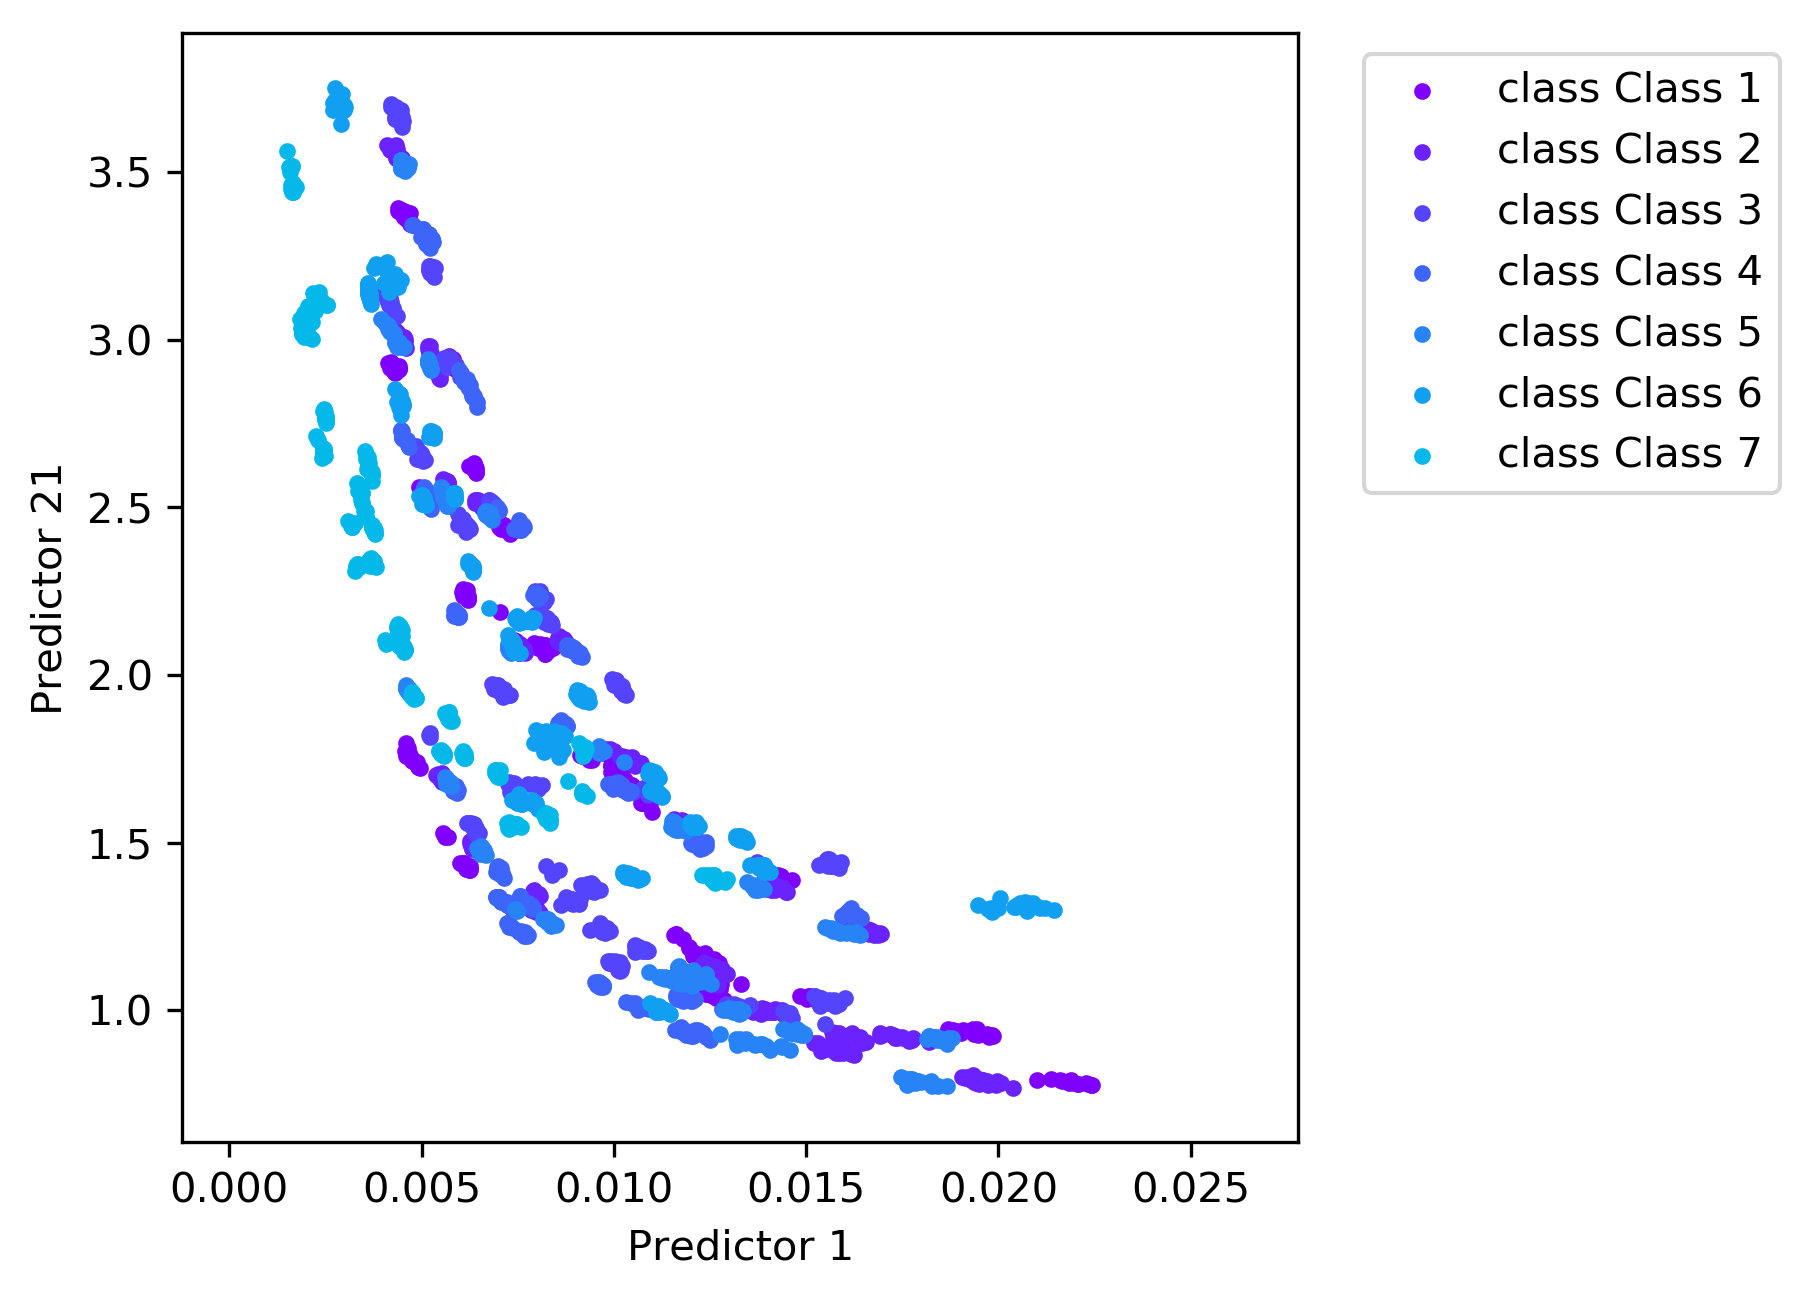 3.5
3.0
2.5
2.0
1.5
1.0
Predictor 21
0.000 0.005 0.010 0.015 0.020 0.025
Predictor 1
class Class 1
class Class 2
class Class 3
class Class 4
class Class 5
class Class 6
class Class 7